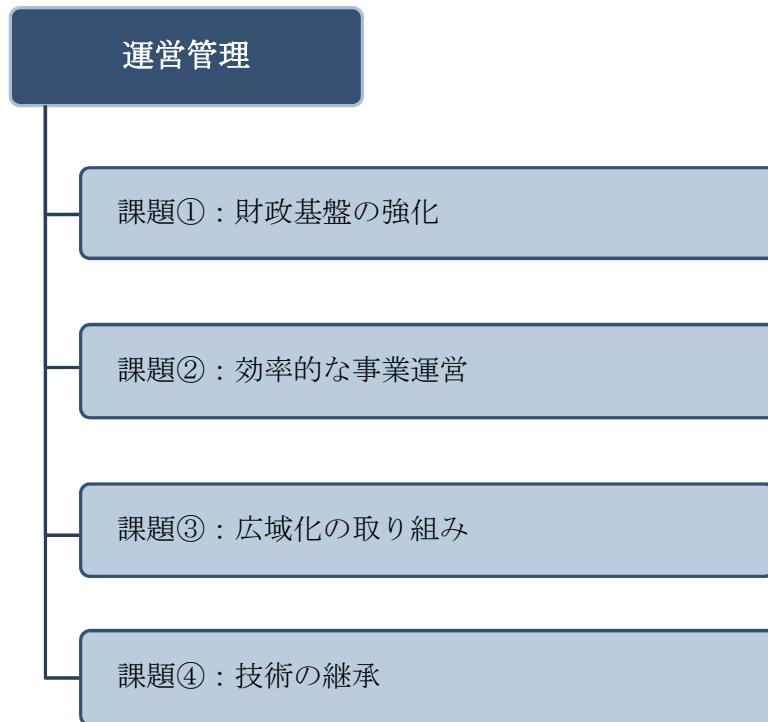 運営管理
課題①：財政基盤の強化
課題②：効率的な事業運営
課題③：広域化の取り組み
課題④：技術の継承